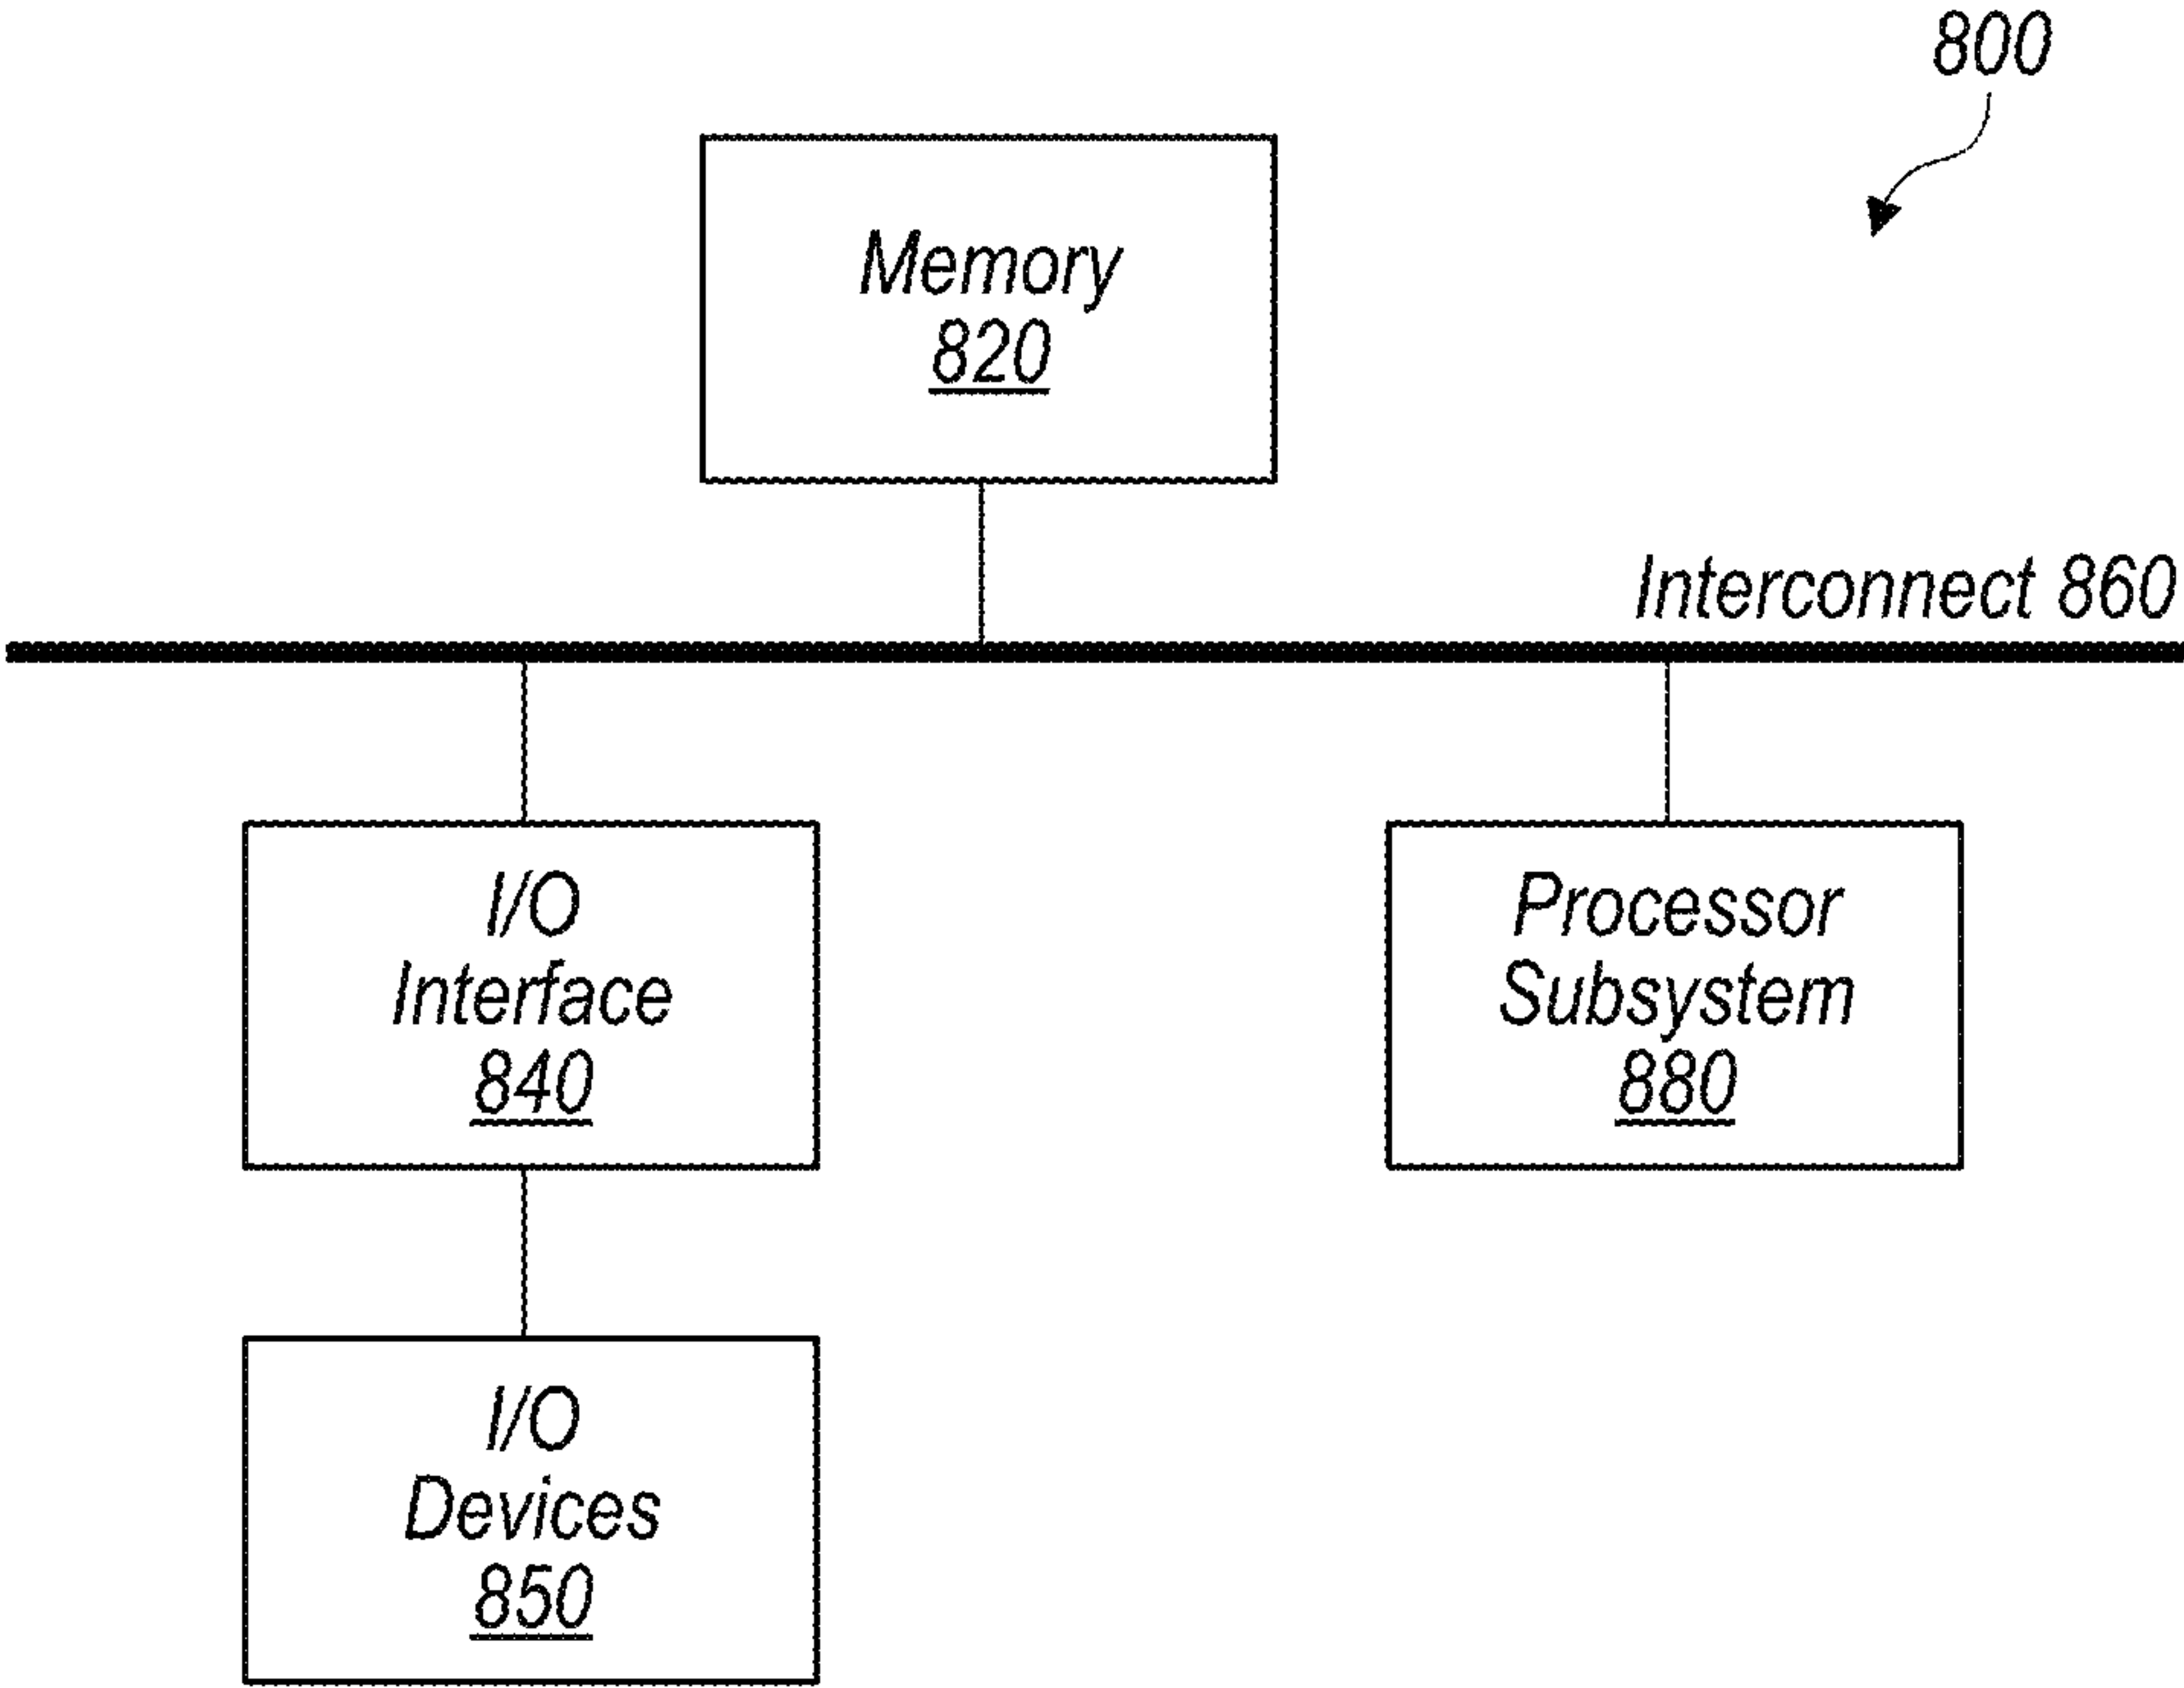 800
Memory
820
Interconnect 860
I/O
Interface
840
Processor
Subsystem
880
I/O
Devices
850